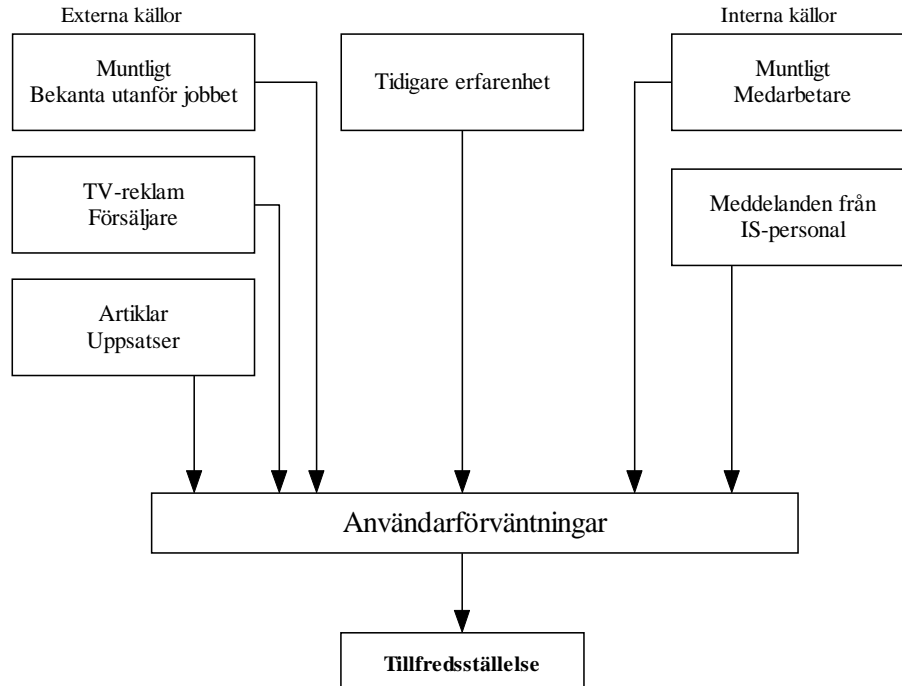 Externa källor
Interna källor
Muntligt
Bekanta utanför jobbet
Tidigare erfarenhet
Muntligt
Medarbetare
TV-reklam
Försäljare
Meddelanden från
IS-personal
Artiklar
Uppsatser
Användarförväntningar
Tillfredsställelse